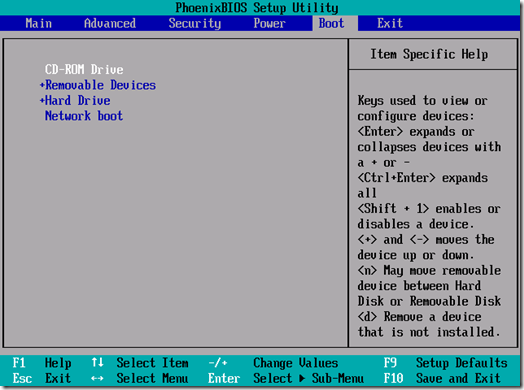 PhoenixBIOS Setup Utility
Main Advanced Security Power Boot Exit
CD-ROM Drive
+Removable Devices
+Hard Drive
Network boot
Item Specific Help
Keys used to view or
configure devices:
<Enter> expands or
collapses devices with
a + or -
<Ctrl+Enter> expands
all
<Shift + 1> enables or
disables a device.
<+> and <-> moves the
device up or down.
<n> May move removable
device between Hard
Disk or Removable Disk
<d> Remove a device
that is not installed.
F1 Help ↑↓ Select Item -/+ Change Values F9 Setup Defaults
Esc Exit ↔ Select Menu Enter Select ▶ Sub-Menu F10 Save and Exit